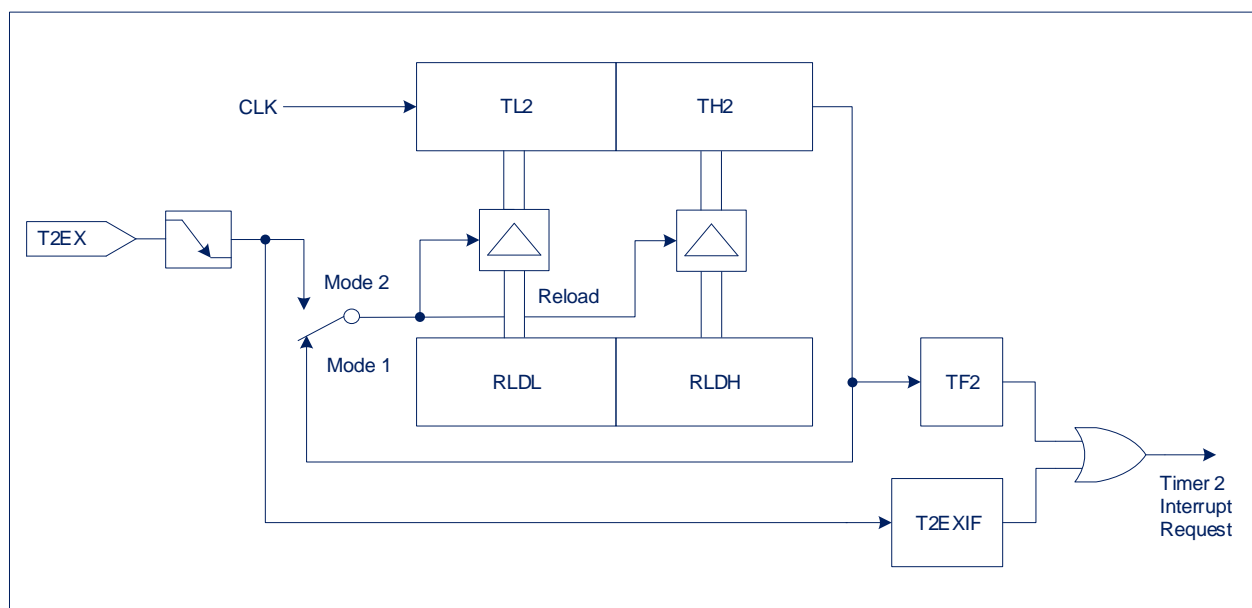 CLK
TL2
TH2
T2EX
Mode 2
Reload
Mode 1
RLDL
RLDH
TF2
T2EXIF
Timer 2
Interrupt
Request